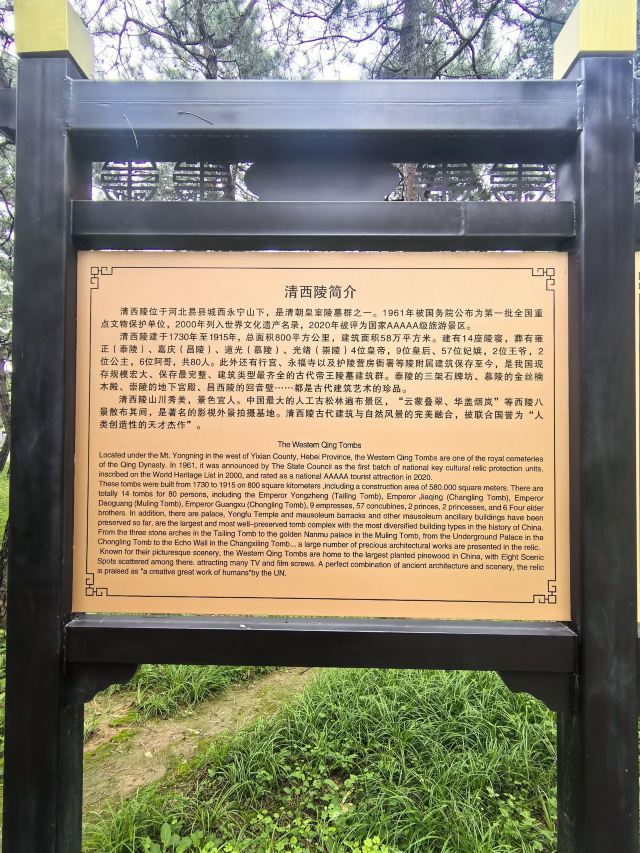 清西陵简介
清西陵位于河北易县城西永宁山下，是清朝皇室陵墓群之一。1961年被国务院公布为第一批全国重
点文物保护单位，2000年列入世界文化遗产名录，2020年被评为国家AAAAA级旅游景区。
清西陵建于1730年至1915年，总面积800平方公里，建筑面积58万平方米。建有14座陵寝，葬有雍
正（泰陵）、嘉庆（昌陵）、道光（慕陵）、光绪（崇陵）4位皇帝，9位皇后，57位妃嫔，2位王爷，2
位公主，6位阿哥，共80人。此外还有行宫、永福寺以及护陵营房衙署等陵附属建筑保存至今，是我国现
存规模宏大、保存最完整、建筑类型最齐全的古代帝王陵墓建筑群。泰陵的三架石牌坊、慕陵的金丝楠
木殿、崇陵的地下宫殿、昌西陵的回音壁……都是古代建筑艺术的珍品。
清西陵山川秀美，景色宜人。中国最大的人工古松林遍布景区，“云蒙叠翠、华盖烟岚”等西陵八
景散布其间，是著名的影视外景拍摄基地。清西陵古代建筑与自然风景的完美融合，被联合国誉为“人
类创造性的天才杰作”。
The Western Qing Tombs
Located under the Mt. Yongning in the west of Yixian County, Hebei Province, the Western Qing Tombs are one of the royal cemeteries
of the Qing Dynasty. In 1961, it was announced by The State Council as the first batch of national key cultural relic protection units,
inscribed on the World Heritage List in 2000, and rated as a national AAAAA tourist attraction in 2020.
These tombs were built from 1730 to 1915 on 800 square kitometers ,including a construction area of 580.000 square meters. There are
totally 14 tombs for 80 persons, including the Emperor Yongzheng (Tailing Tomb), Emperor Jiaqing (Changling Tomb), Emperor
Daoguang (Muling Tomb), Emperor Guangxu (Chongling Tomb), 9 empresses, 57 concubines, 2 princes, 2 princesses, and 6 Four elder
brothers. In addition, there are palace, Yongfu Temple and mausoleum barracks and other mausoleum ancillary buildings have been
preserved so far, are the largest and most well-preserved tomb complex with the most diversified building types in the history of China.
From the three stone arches in the Tailing Tomb to the golden Nanmu palace in the Muling Tomb, from the Underground Palace in the
Chongling Tomb to the Echo Wall in the Changxiling Tomb... a large number of precious architectural works are presented in the relic.
Known for their picturesque scenery, the Western Qing Tombs are home to the largest planted pinewood in China, with Eight Scenic
Spots scattered among there. attracting many TV and film screws. A perfect combination of ancient architecture and scenery, the relic
is praised as "a creative great work of humans"by the UN.